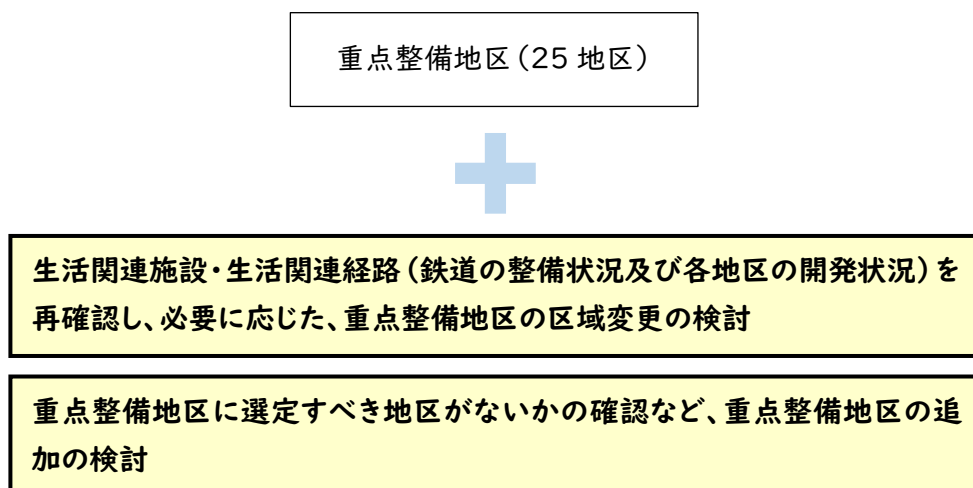 重点整備地区（25 地区）
生活関連施設・生活関連経路（鉄道の整備状況及び各地区の開発状況）を
再確認し、必要に応じた、重点整備地区の区域変更の検討
重点整備地区に選定すべき地区がないかの確認など、重点整備地区の追
加の検討